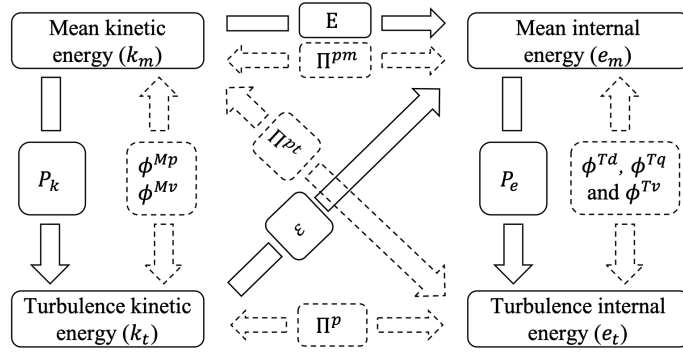 Mean kinetic
energy (k_m)
E
Π^{pm}
Mean internal
energy (e_m)
Π^{pt}
P_k
ϕ^{Mp}
ϕ^{Mv}
ε
P_e
ϕ^{Td}, ϕ^{Tq}
and ϕ^{Tv}
Turbulence kinetic
energy (k_t)
Π^p
Turbulence internal
energy (e_t)